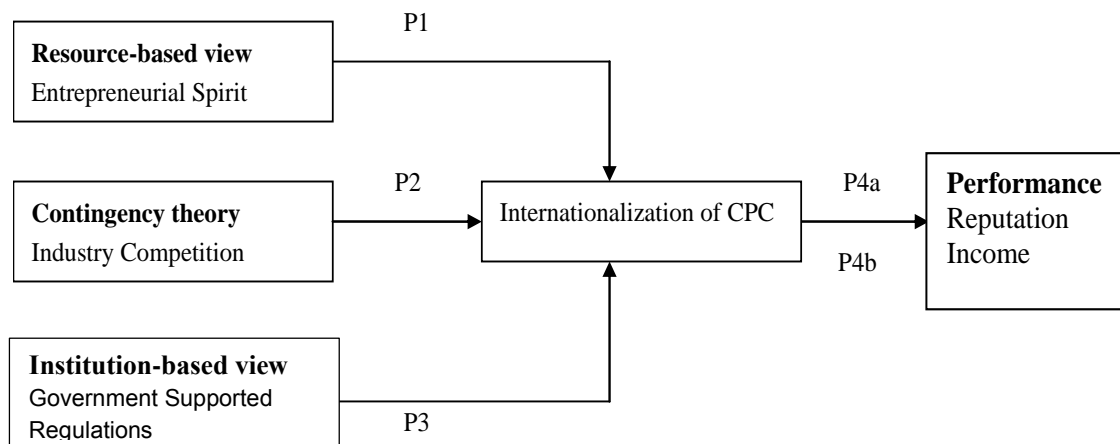 P1
Resource-based view
Entrepreneurial Spirit
P2
Contingency theory
Industry Competition
Internationalization of CPC
P4a
P4b
Performance
Reputation
Income
Institution-based view
Government Supported
Regulations
P3